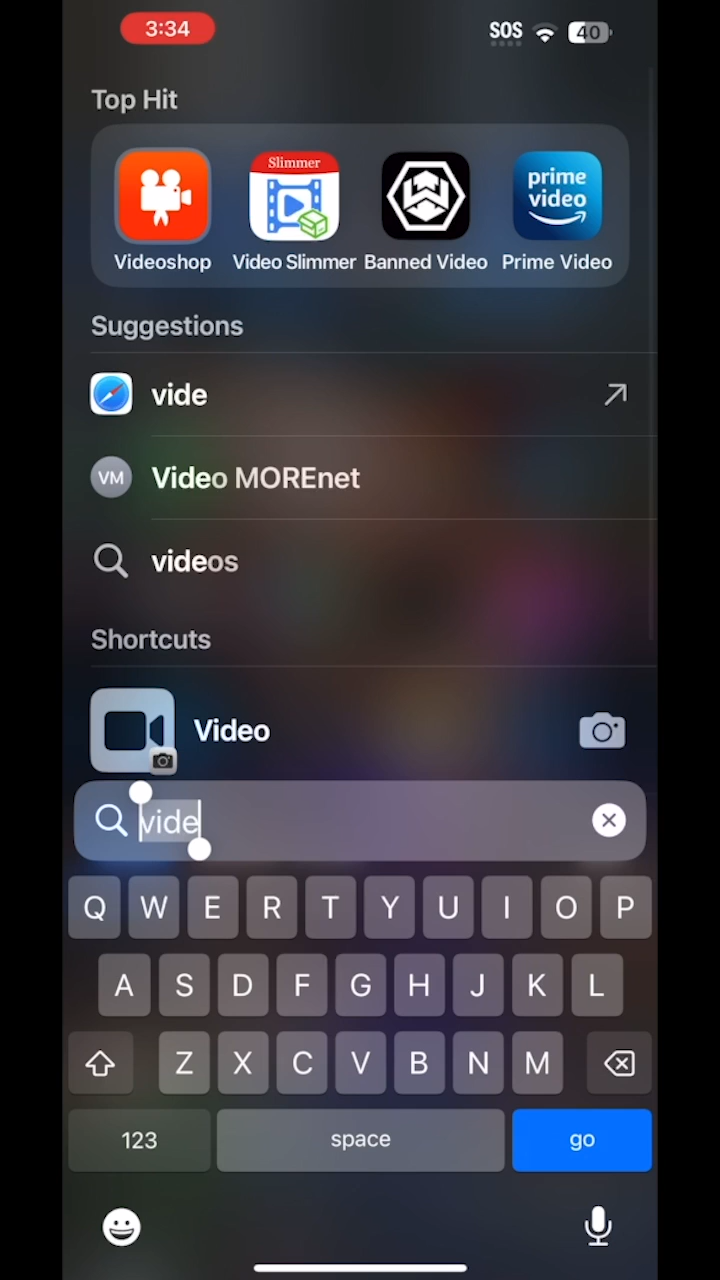 3:34
SOS
40
Top Hit
Slimmer
prime
video
Videoshop
Video Slimmer
Banned Video
Prime Video
Suggestions
vide
VM
Video MOREnet
videos
Shortcuts
Video
vide
Q W E R T Y U I O P
A S D F G H J K L
Z X C V B N M
123
space
go